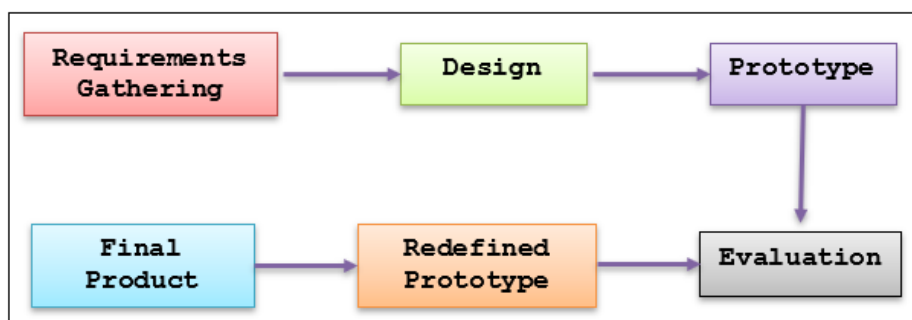 Requirements
Gathering
Design
Prototype
Final
Product
Redefined
Prototype
Evaluation